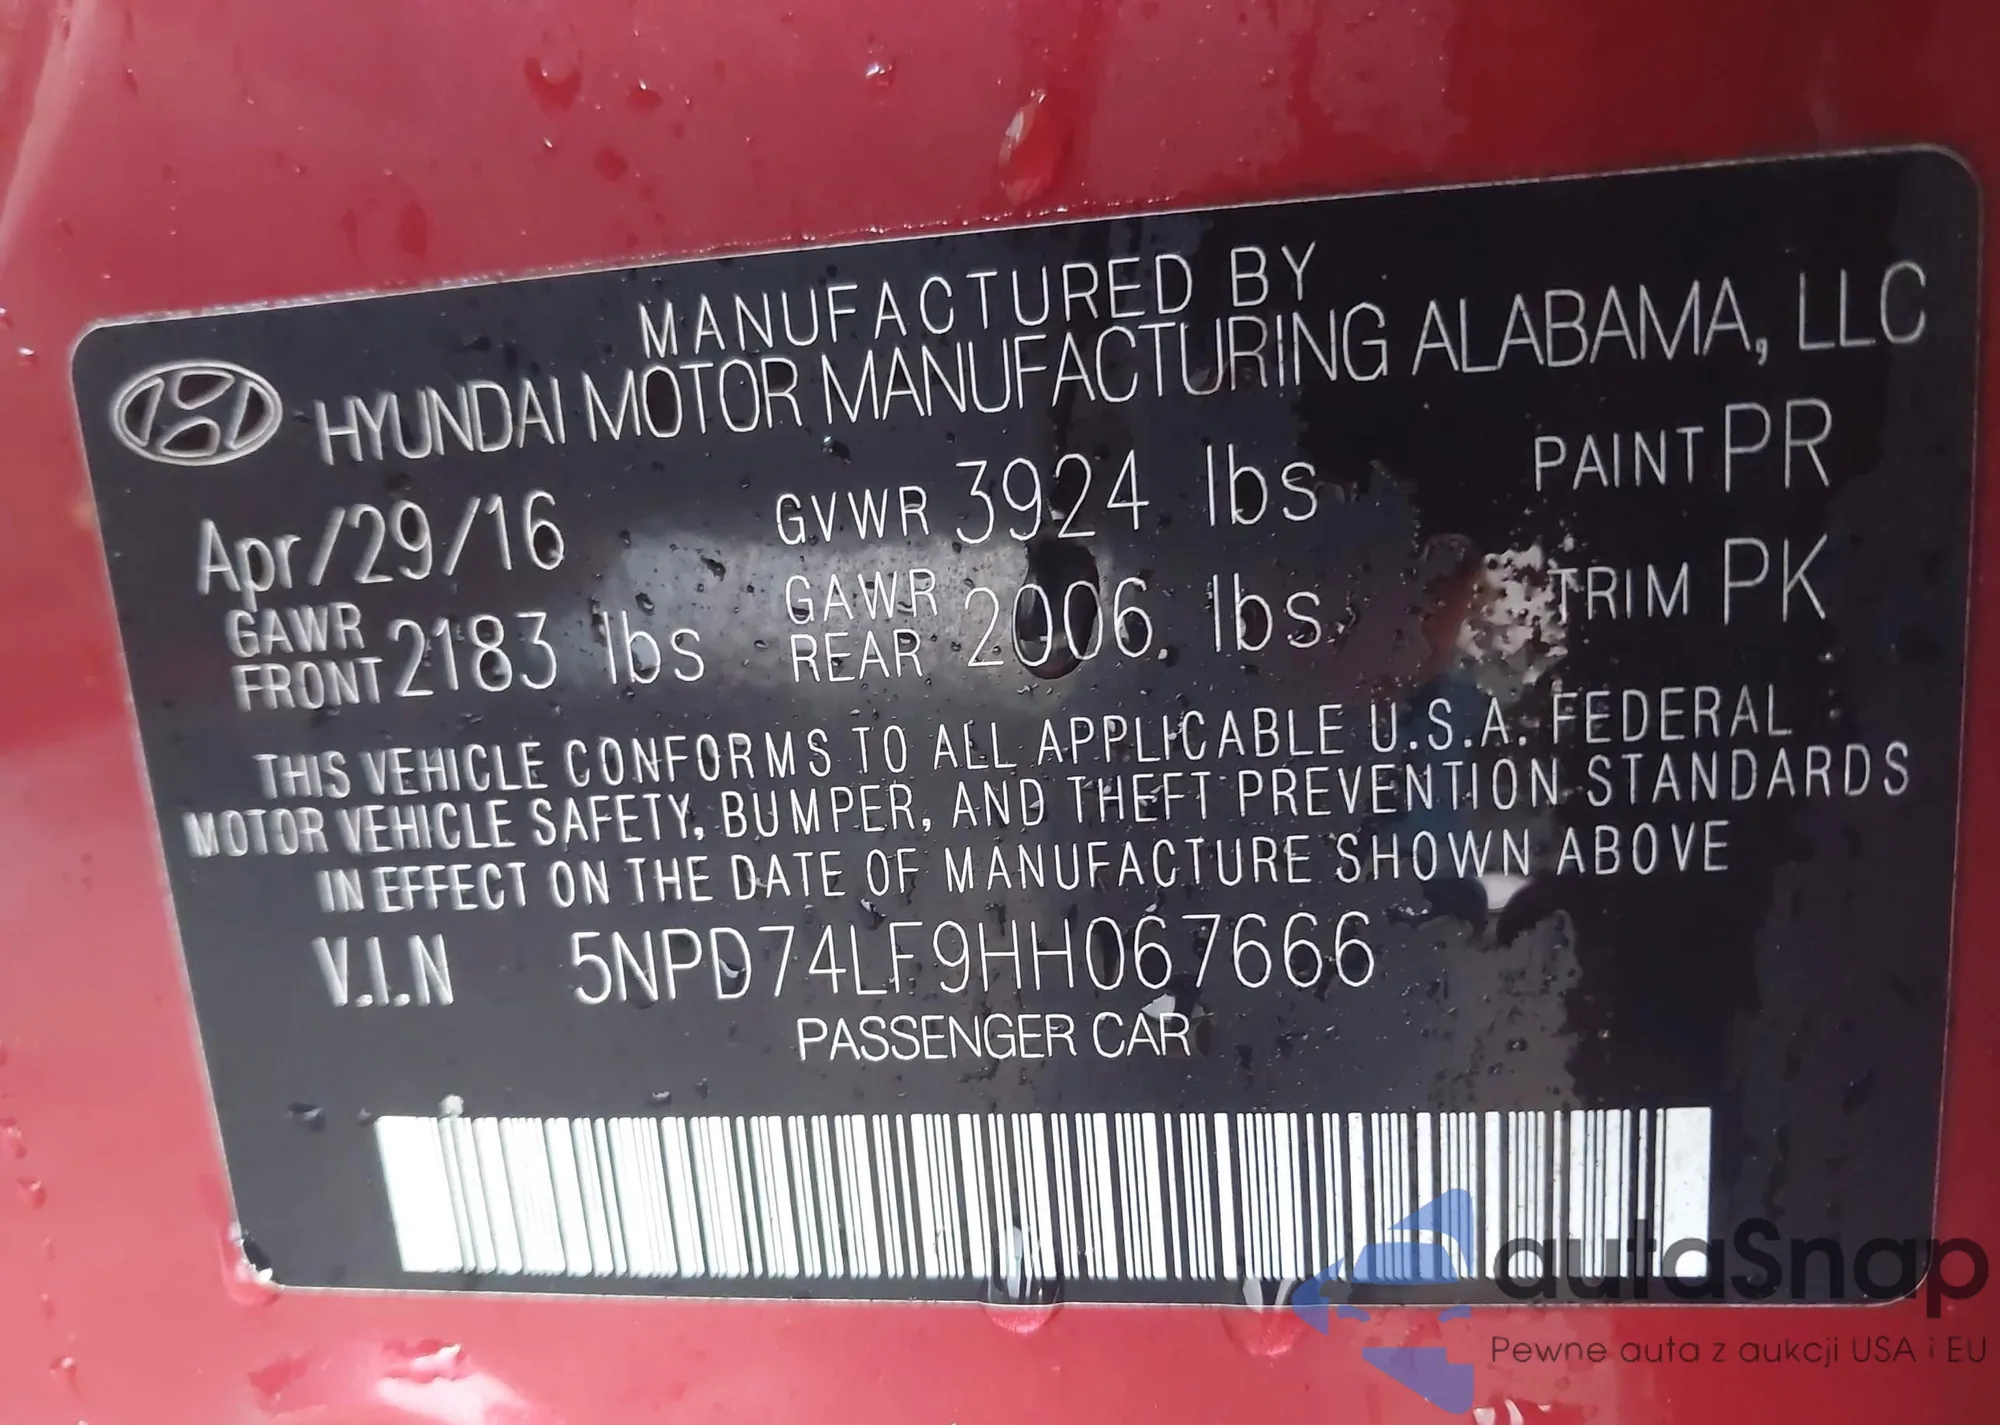 MANUFACTURED BY
HYUNDAI MOTOR MANUFACTURING ALABAMA, LLC
Apr/29/16 GVWR 3924 lbs PAINT PR
GAWR FRONT 2183 lbs GAWR REAR 2006. lbs TRIM PK
THIS VEHICLE CONFORMS TO ALL APPLICABLE U.S.A. FEDERAL
MOTOR VEHICLE SAFETY, BUMPER, AND THEFT PREVENTION STANDARDS
IN EFFECT ON THE DATE OF MANUFACTURE SHOWN ABOVE
V.I.N 5NPD74LF9HH067666
PASSENGER CAR
autaSnap
Pewne auta z aukcji USA i EU